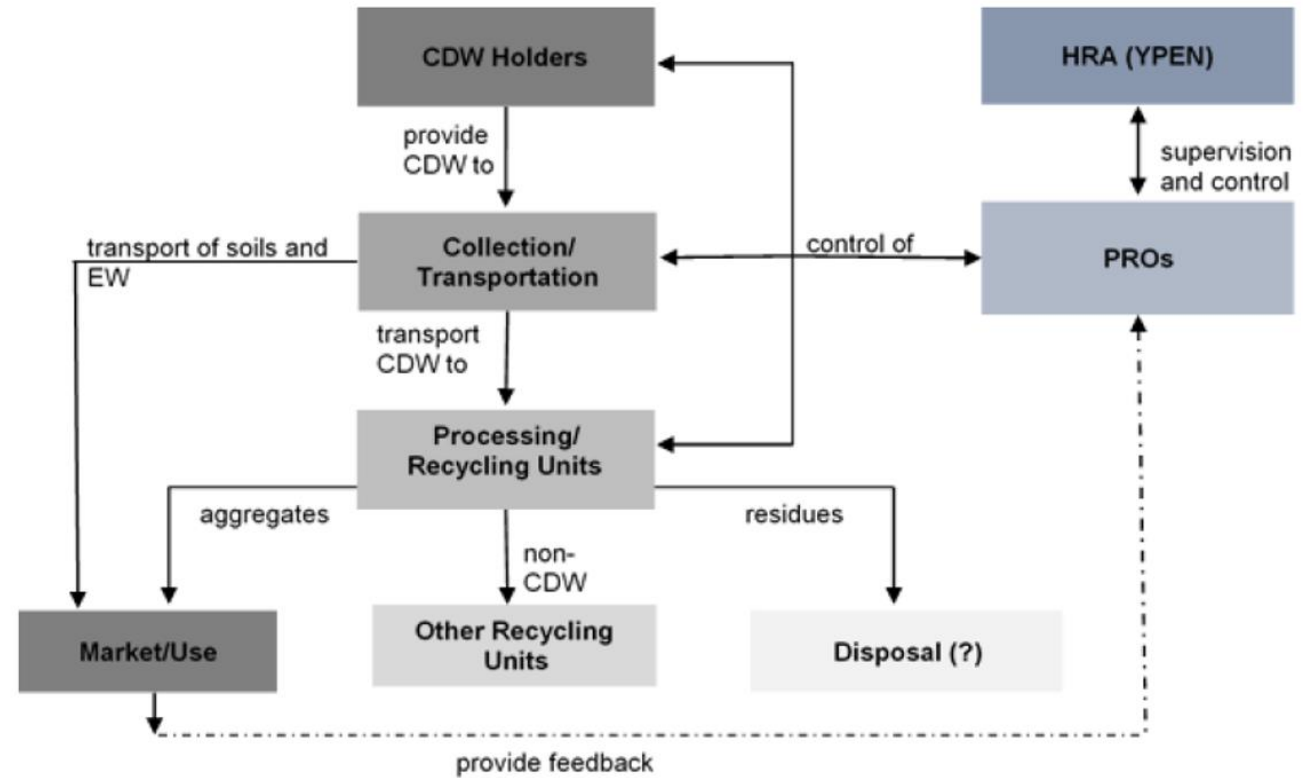 CDW Holders
HRA (YPEN)
provide
CDW to
supervision
and control
transport of soils and
EW
Collection/
Transportation
control of
PROs
transport
CDW to
Processing/
Recycling Units
aggregates
residues
non-
CDW
Market/Use
Other Recycling
Units
Disposal (?)
provide feedback